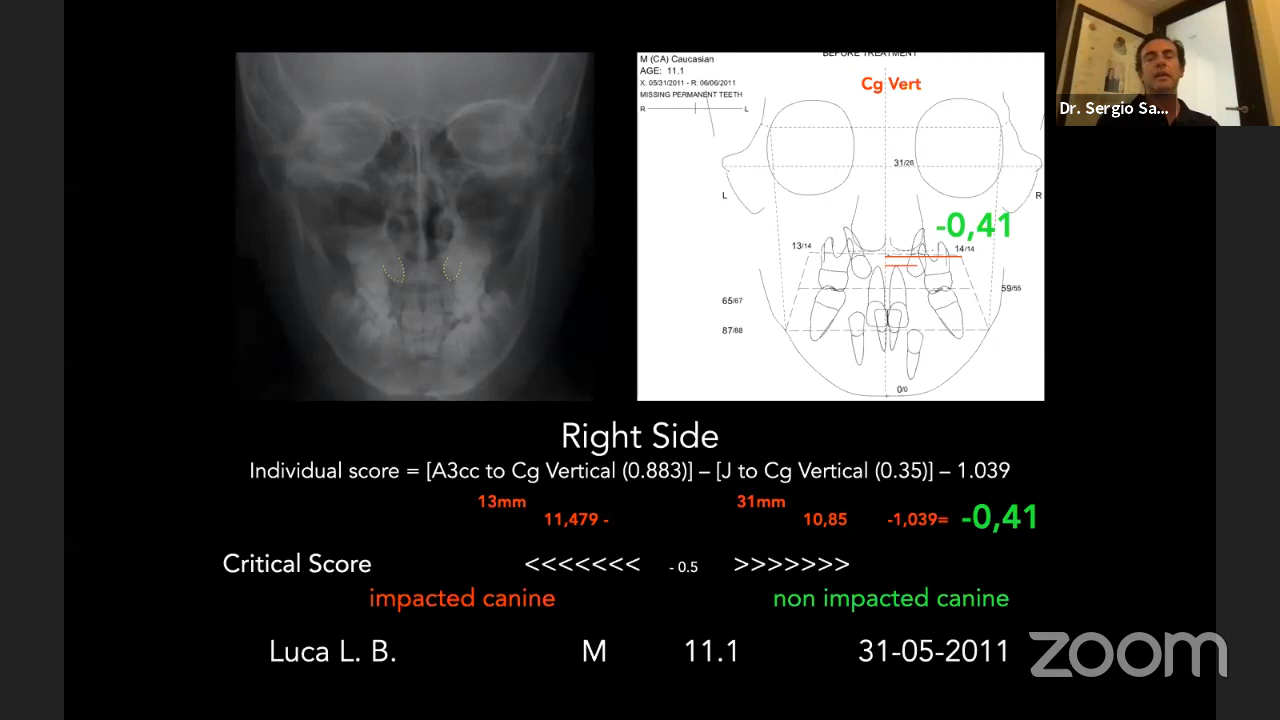 Dr. Sergio Sa...
BEFORE TREATMENT
M (CA) Caucasian
AGE: 11.1
X: 05/31/2011 - R: 06/06/2011
MISSING PERMANENT TEETH
R L
Cg Vert
31/26
L R
-0,41
13/14 14/14
59/55
65/67
87/88
0/0
Right Side
Individual score = [A3cc to Cg Vertical (0.883)] – [J to Cg Vertical (0.35)] – 1.039
13mm 31mm
11,479 - 10,85 -1,039= -0,41
Critical Score <<<<<<< - 0.5 >>>>>>>
impacted canine non impacted canine
Luca L. B. M 11.1 31-05-2011
zoom